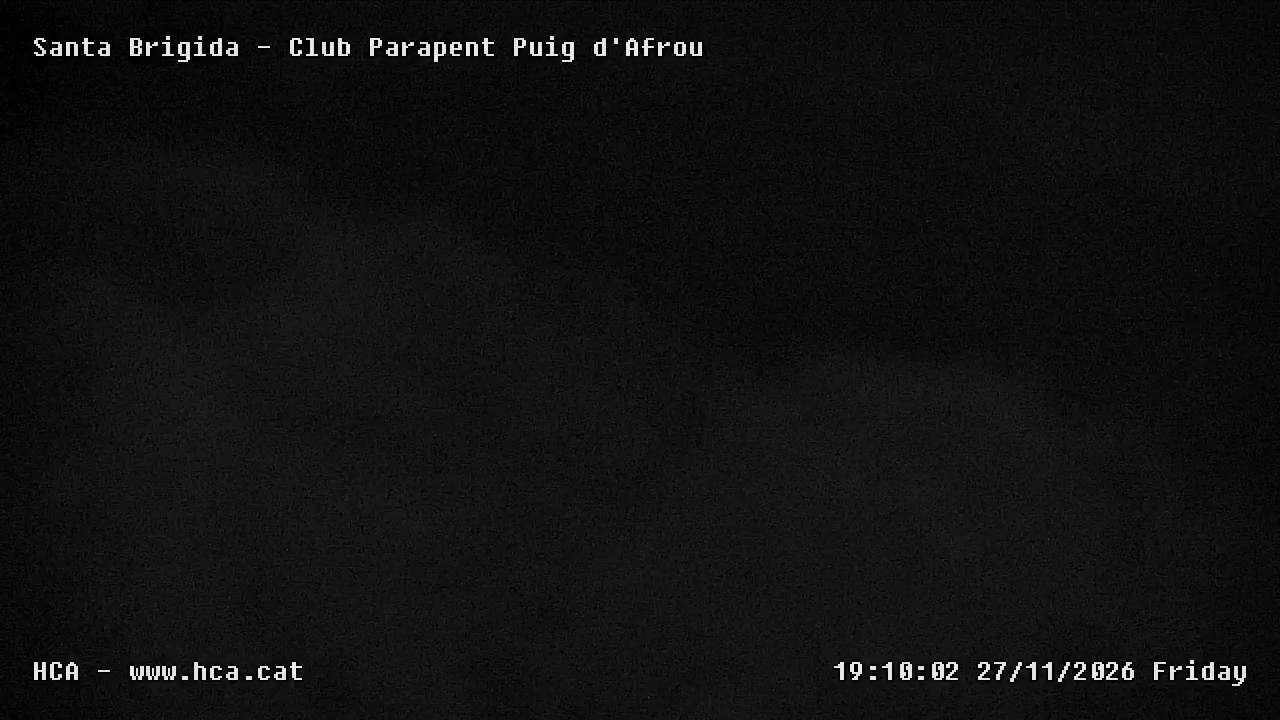 Santa Brigida - Club Parapent Puig d'Afrou
HCA - www.hca.cat
19:10:02 27/11/2026 Friday